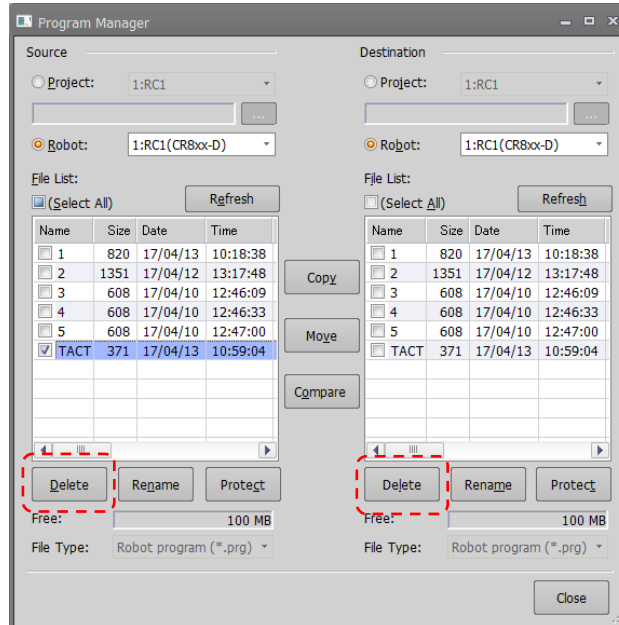 Program Manager
Source
Project: 1:RC1
...
Robot: 1:RC1(CR8xx-D)
File List:
(Select All) Refresh
Name Size Date Time
1 820 17/04/13 10:18:38
2 1351 17/04/12 13:17:48
3 608 17/04/10 12:46:09
4 608 17/04/10 12:46:33
5 608 17/04/10 12:47:00
TACT 371 17/04/13 10:59:04
Delete Rename Protect
Free: 100 MB
File Type: Robot program (*.prg)
Copy
Move
Compare
Destination
Project: 1:RC1
...
Robot: 1:RC1(CR8xx-D)
File List:
(Select All) Refresh
Name Size Date Time
1 820 17/04/13 10:18:38
2 1351 17/04/12 13:17:48
3 608 17/04/10 12:46:09
4 608 17/04/10 12:46:33
5 608 17/04/10 12:47:00
TACT 371 17/04/13 10:59:04
Delete Rename Protect
Free: 100 MB
File Type: Robot program (*.prg)
Close